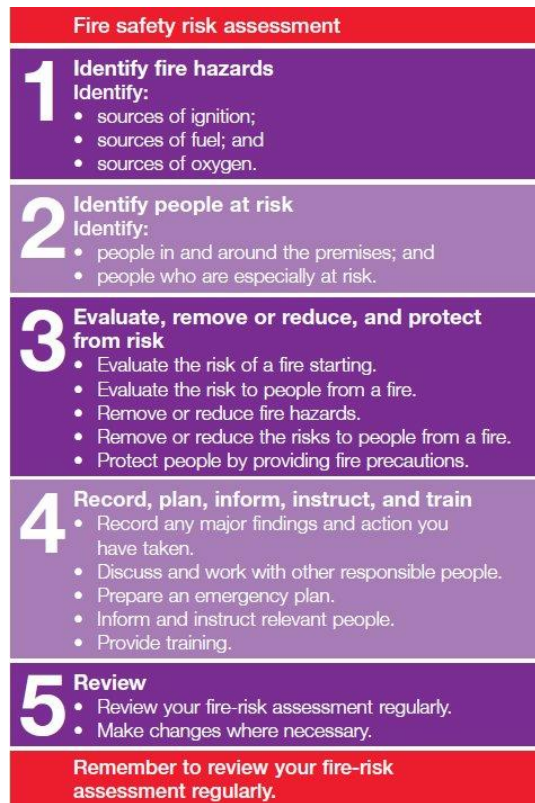 Fire safety risk assessment
1
Identify fire hazards
Identify:
• sources of ignition;
• sources of fuel; and
• sources of oxygen.
2
Identify people at risk
Identify:
• people in and around the premises; and
• people who are especially at risk.
3
Evaluate, remove or reduce, and protect
from risk
• Evaluate the risk of a fire starting.
• Evaluate the risk to people from a fire.
• Remove or reduce fire hazards.
• Remove or reduce the risks to people from a fire.
• Protect people by providing fire precautions.
4
Record, plan, inform, instruct, and train
• Record any major findings and action you
have taken.
• Discuss and work with other responsible people.
• Prepare an emergency plan.
• Inform and instruct relevant people.
• Provide training.
5
Review
• Review your fire-risk assessment regularly.
• Make changes where necessary.
Remember to review your fire-risk
assessment regularly.